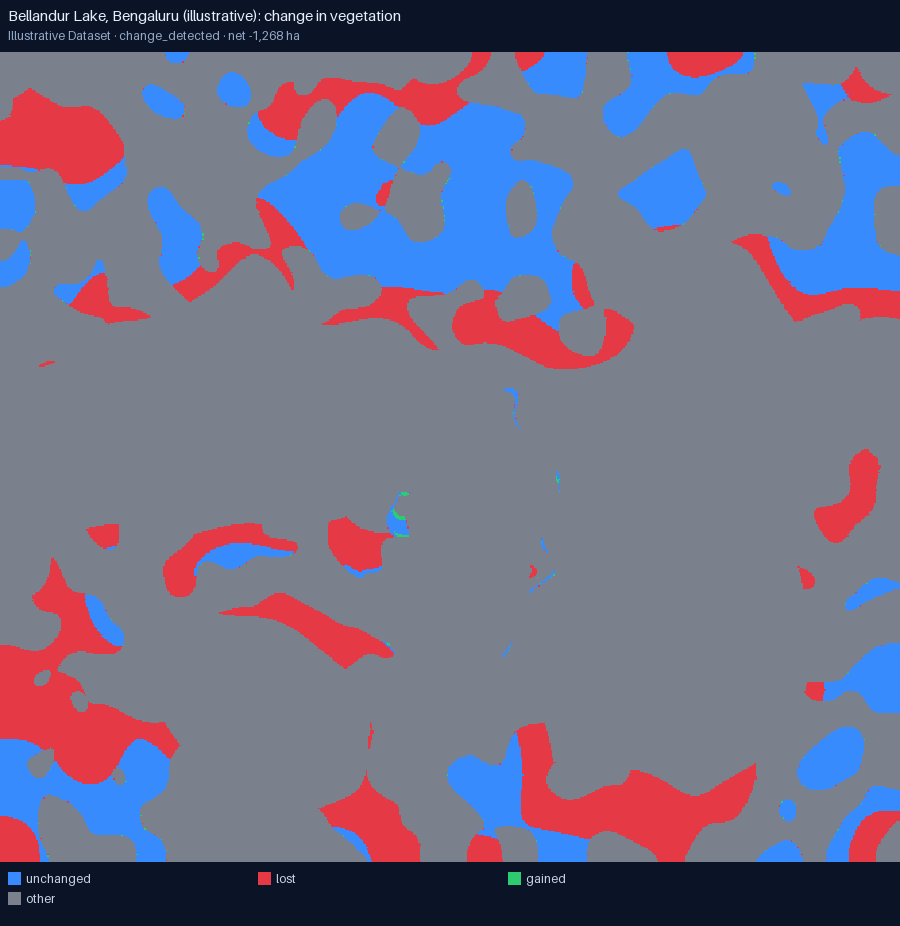 Bellandur Lake, Bengaluru (illustrative): change in vegetation
Illustrative Dataset · change_detected · net -1,268 ha
unchanged
lost
gained
other